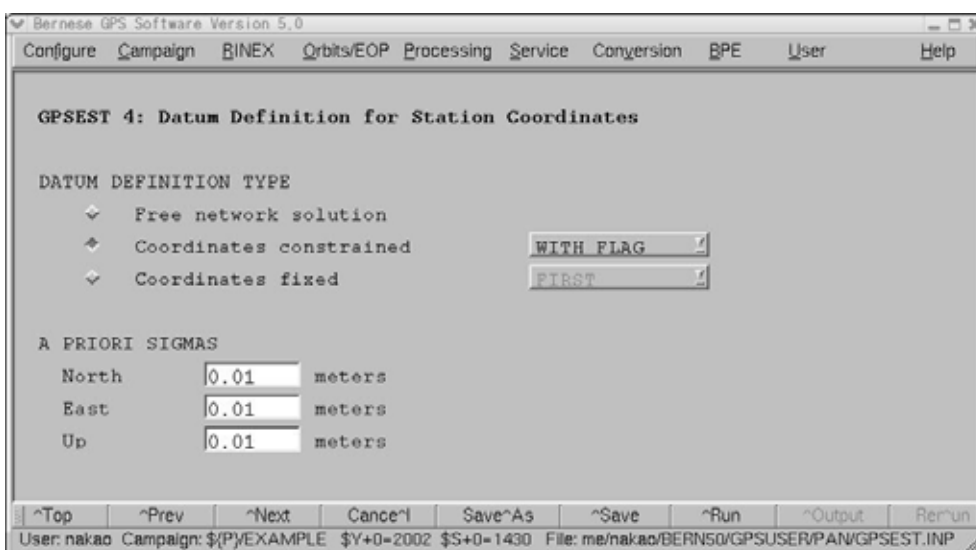 Bernese GPS Software Version 5.0
Configure Campaign RINEX Orbits/EOP Processing Service Conversion BPE User Help
GPSEST 4: Datum Definition for Station Coordinates
DATUM DEFINITION TYPE
Free network solution
Coordinates constrained WITH FLAG
Coordinates fixed FIRST
A PRIORI SIGMAS
North 0.01 meters
East 0.01 meters
Up 0.01 meters
^Top ^Prev ^Next Cance^l Save^As ^Save ^Run ^Output Rer^un
User: nakao Campaign: ${P}/EXAMPLE $Y+0=2002 $S+0=1430 File: me/nakao/BERN50/GPSUSER/PAN/GPSEST.INP